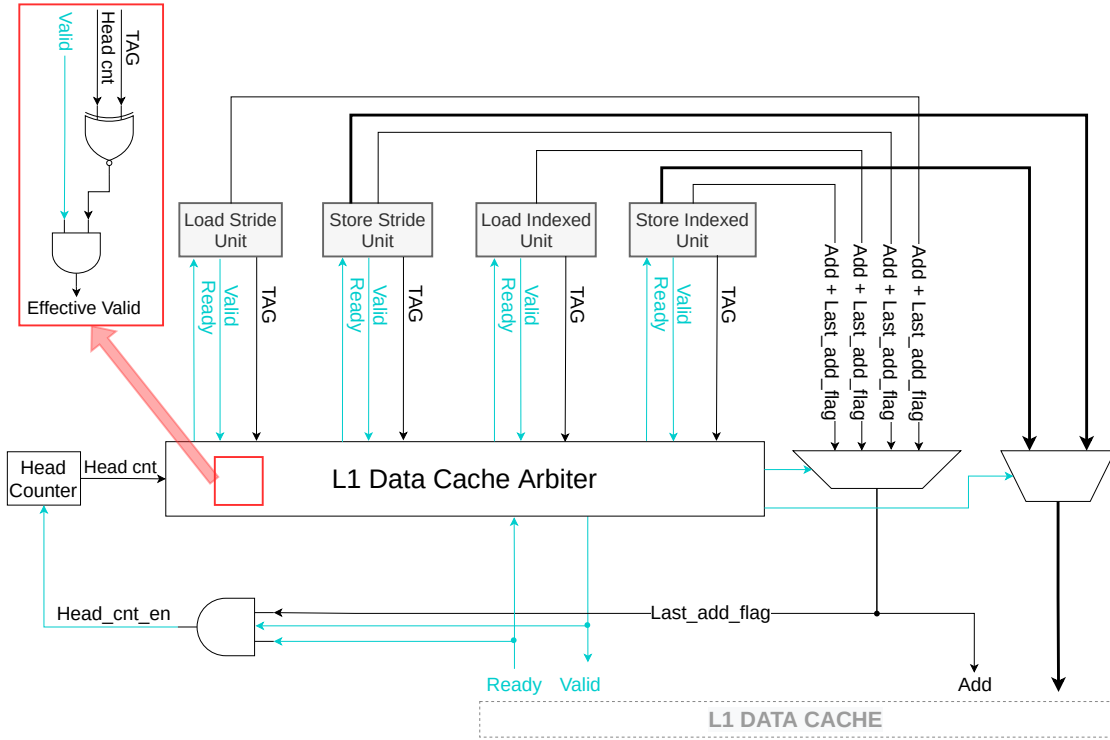 Valid
Head cnt
TAG
Effective Valid
Load Stride
Unit
Store Stride
Unit
Load Indexed
Unit
Store Indexed
Unit
Ready
Valid
TAG
Ready
Valid
TAG
Ready
Valid
TAG
Ready
Valid
TAG
Add + Last_add_flag
Add + Last_add_flag
Add + Last_add_flag
Add + Last_add_flag
Head
Counter
Head cnt
L1 Data Cache Arbiter
Head_cnt_en
Last_add_flag
Ready
Valid
Add
L1 DATA CACHE